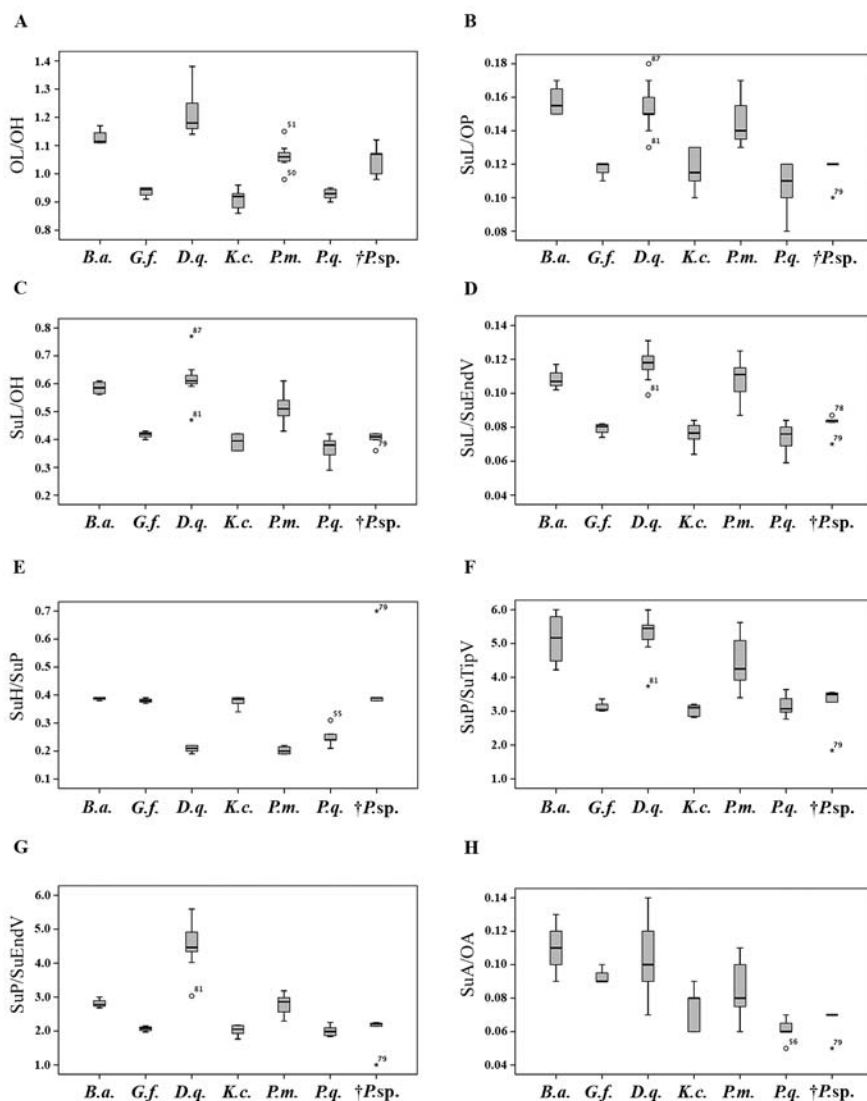 A
OL/OH
1.4
1.3
1.2
1.1
1.0
0.9
0.8
51
50
B.a. G.f. D.q. K.c. P.m. P.q. †P.sp.
B
SuL/OP
0.18
0.16
0.14
0.12
0.10
0.08
87
81
79
B.a. G.f. D.q. K.c. P.m. P.q. †P.sp.
C
SuL/OH
0.8
0.7
0.6
0.5
0.4
0.3
0.2
87
81
79
B.a. G.f. D.q. K.c. P.m. P.q. †P.sp.
D
SuL/SuEndV
0.14
0.12
0.10
0.08
0.06
0.04
81
78
79
B.a. G.f. D.q. K.c. P.m. P.q. †P.sp.
E
SuH/SuP
0.7
0.6
0.5
0.4
0.3
0.2
0.1
79
55
B.a. G.f. D.q. K.c. P.m. P.q. †P.sp.
F
SuP/SuTipV
6.0
5.0
4.0
3.0
2.0
1.0
81
79
B.a. G.f. D.q. K.c. P.m. P.q. †P.sp.
G
SuP/SuEndV
6.0
5.0
4.0
3.0
2.0
1.0
81
79
B.a. G.f. D.q. K.c. P.m. P.q. †P.sp.
H
SuA/OA
0.14
0.12
0.10
0.08
0.06
0.04
56
79
B.a. G.f. D.q. K.c. P.m. P.q. †P.sp.